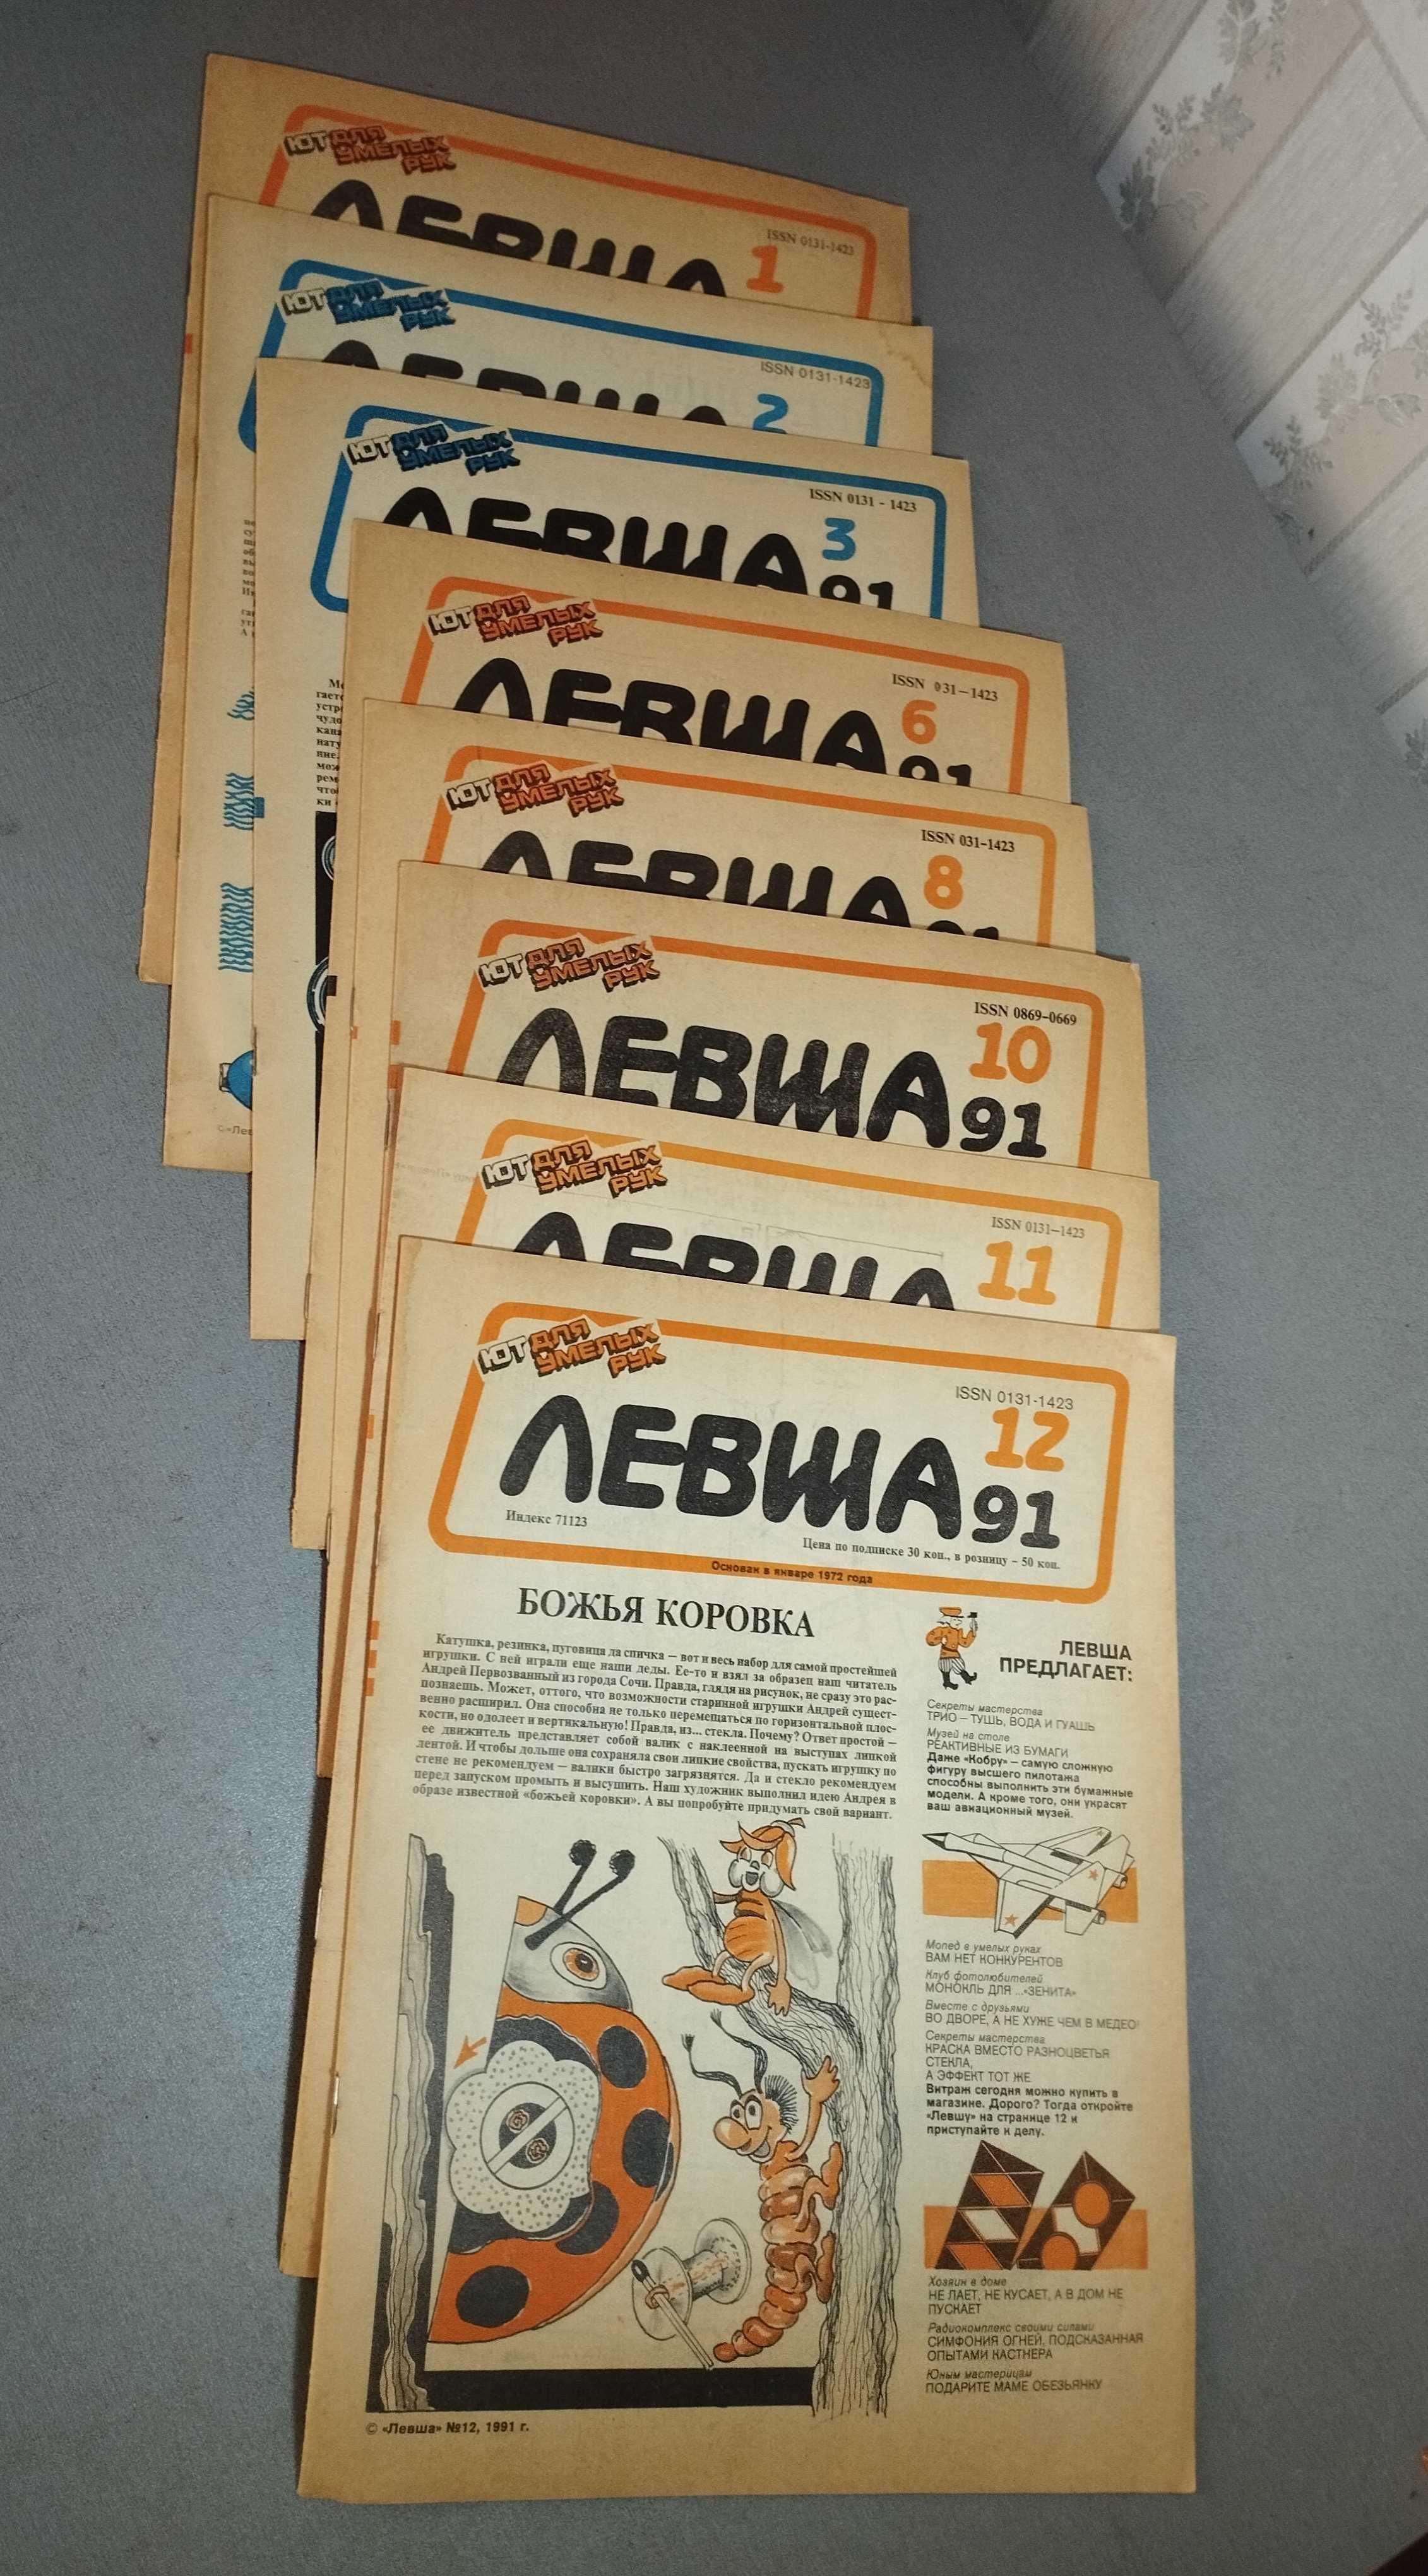 ЮТ ДЛЯ
УМЕЛЫХ
РУК
ISSN 0131-1423
ЛЕВША 1
ЮТ ДЛЯ
УМЕЛЫХ
РУК
ISSN 0131-1423
ЛЕВША 2
ЮТ ДЛЯ
УМЕЛЫХ
РУК
ISSN 0131 - 1423
ЛЕВША 3
91
ЮТ ДЛЯ
УМЕЛЫХ
РУК
ISSN 031—1423
ЛЕВША 6
91
ЮТ ДЛЯ
УМЕЛЫХ
РУК
ISSN 031-1423
ЛЕВША 8
91
ЮТ ДЛЯ
УМЕЛЫХ
РУК
ISSN 0869-0669
ЛЕВША 10
91
ЮТ ДЛЯ
УМЕЛЫХ
РУК
ISSN 0131—1423
ЛЕВША 11
ЮТ ДЛЯ
УМЕЛЫХ
РУК
ISSN 0131-1423
ЛЕВША 12
91
Индекс 71123
Цена по подписке 30 коп., в розницу – 50 коп.
Основан в январе 1972 года
БОЖЬЯ КОРОВКА
Катушка, резинка, пуговица да спичка — вот и весь набор для самой простейшей
игрушки. С ней играли еще наши деды. Ее-то и взял за образец наш читатель
Андрей Первозванный из города Сочи. Правда, глядя на рисунок, не сразу это рас-
познаешь. Может, оттого, что возможности старинной игрушки Андрей сущест-
венно расширил. Она способна не только перемещаться по горизонтальной плос-
кости, но одолеет и вертикальную! Правда, из... стекла. Почему? Ответ простой —
ее движитель представляет собой валик с наклеенной на выступах липкой
лентой. И чтобы дольше она сохраняла свои липкие свойства, пускать игрушку по
стене не рекомендуем — валики быстро загрязнятся. Да и стекло рекомендуем
перед запуском промыть и высушить. Наш художник выполнил идею Андрея в
образе известной «божьей коровки». А вы попробуйте придумать свой вариант.
ЛЕВША
ПРЕДЛАГАЕТ:
Секреты мастерства
ТРИО – ТУШЬ, ВОДА И ГУАШЬ
Музей на столе
РЕАКТИВНЫЕ ИЗ БУМАГИ
Даже «Кобру» – самую сложную
фигуру высшего пилотажа
способны выполнить эти бумажные
модели. А кроме того, они украсят
ваш авиационный музей.
Мопед в умелых руках
ВАМ НЕТ КОНКУРЕНТОВ
Клуб фотолюбителей
МОНОКЛЬ ДЛЯ ...«ЗЕНИТА»
Вместе с друзьями
ВО ДВОРЕ, А НЕ ХУЖЕ ЧЕМ В МЕДЕО!
Секреты мастерства
КРАСКА ВМЕСТО РАЗНОЦВЕТЬЯ
СТЕКЛА,
А ЭФФЕКТ ТОТ ЖЕ
Витраж сегодня можно купить в
магазине. Дорого? Тогда откройте
«Левшу» на странице 12 и
приступайте к делу.
Хозяин в доме
НЕ ЛАЕТ, НЕ КУСАЕТ, А В ДОМ НЕ
ПУСКАЕТ
Радиокомплекс своими силами
СИМФОНИЯ ОГНЕЙ, ПОДСКАЗАННАЯ
ОПЫТАМИ КАСТНЕРА
Юным мастерицам
ПОДАРИТЕ МАМЕ ОБЕЗЬЯНКУ
© «Левша» №12, 1991 г.